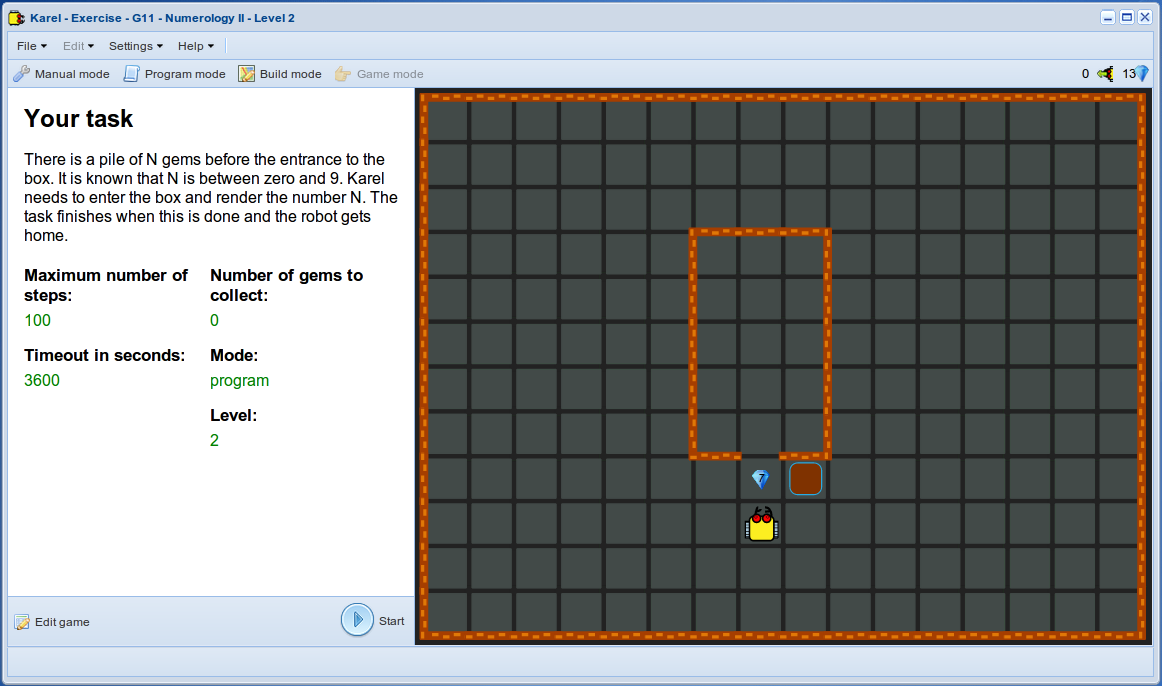 Karel - Exercise - G11 - Numerology II - Level 2
File Edit Settings Help
Manual mode Program mode Build mode Game mode 0 13
Your task
There is a pile of N gems before the entrance to the
box. It is known that N is between zero and 9. Karel
needs to enter the box and render the number N. The
task finishes when this is done and the robot gets
home.
Maximum number of steps:
100
Number of gems to collect:
0
Timeout in seconds:
3600
Mode:
program
Level:
2
7
Edit game Start